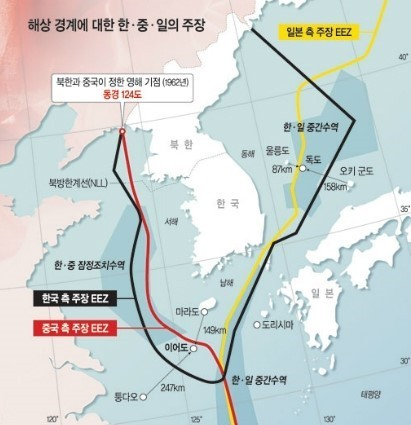 해상 경계에 대한 한·중·일의 주장
일본 측 주장 EEZ
북한과 중국이 정한 영해 기점 (1962년)
동경 124도
40°
북 한
한·일 중간수역
동해
울릉도
독도
87km
오키 군도
158km
북방한계선(NLL)
한 국
서해
35°
한·중 잠정조치수역
남해
일 본
한국 측 주장 EEZ
마라도
중국 측 주장 EEZ
149km
도리시마
이어도
한·일 중간수역
247km
퉁다오
태평양
120°
125°
130°